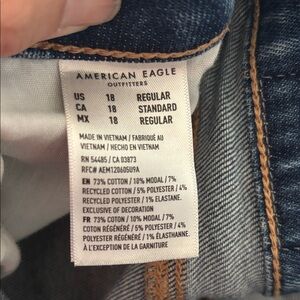 AMERICAN EAGLE
OUTFITTERS
US 18 REGULAR
CA 18 STANDARD
MX 18 REGULAR
MADE IN VIETNAM / FABRIQUÉ AU
VIETNAM / HECHO EN VIETNAM
RN 54485 / CA 03873
RFC# AEM120605U9A
EN 73% COTTON / 10% MODAL / 7%
RECYCLED COTTON / 5% POLYESTER / 4%
RECYCLED POLYESTER / 1% ELASTANE.
EXCLUSIVE OF DECORATION
FR 73% COTON / 10% MODAL / 7%
COTON RÉGÉNÉRÉ / 5% POLYESTER / 4%
POLYESTER RÉGÉNÉRÉ / 1% ÉLASTHANNE.
À L'EXCEPTION DE LA GARNITURE